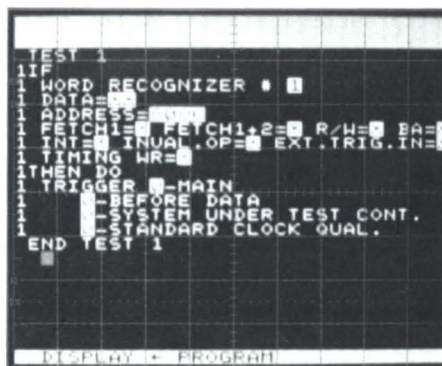 TEST 1
1IF
1 WORD RECOGNIZER # 1
1 DATA=
1 ADDRESS=
1 FETCH1= FETCH1+2= R/W= BA=
1 INT= INVAL.OP= EXT.TRIG.IN=
1 TIMING WR=
1THEN DO
1 TRIGGER -MAIN
1 -BEFORE DATA
1 -SYSTEM UNDER TEST CONT.
1 -STANDARD CLOCK QUAL.
END TEST 1
DISPLAY ← PROGRAM